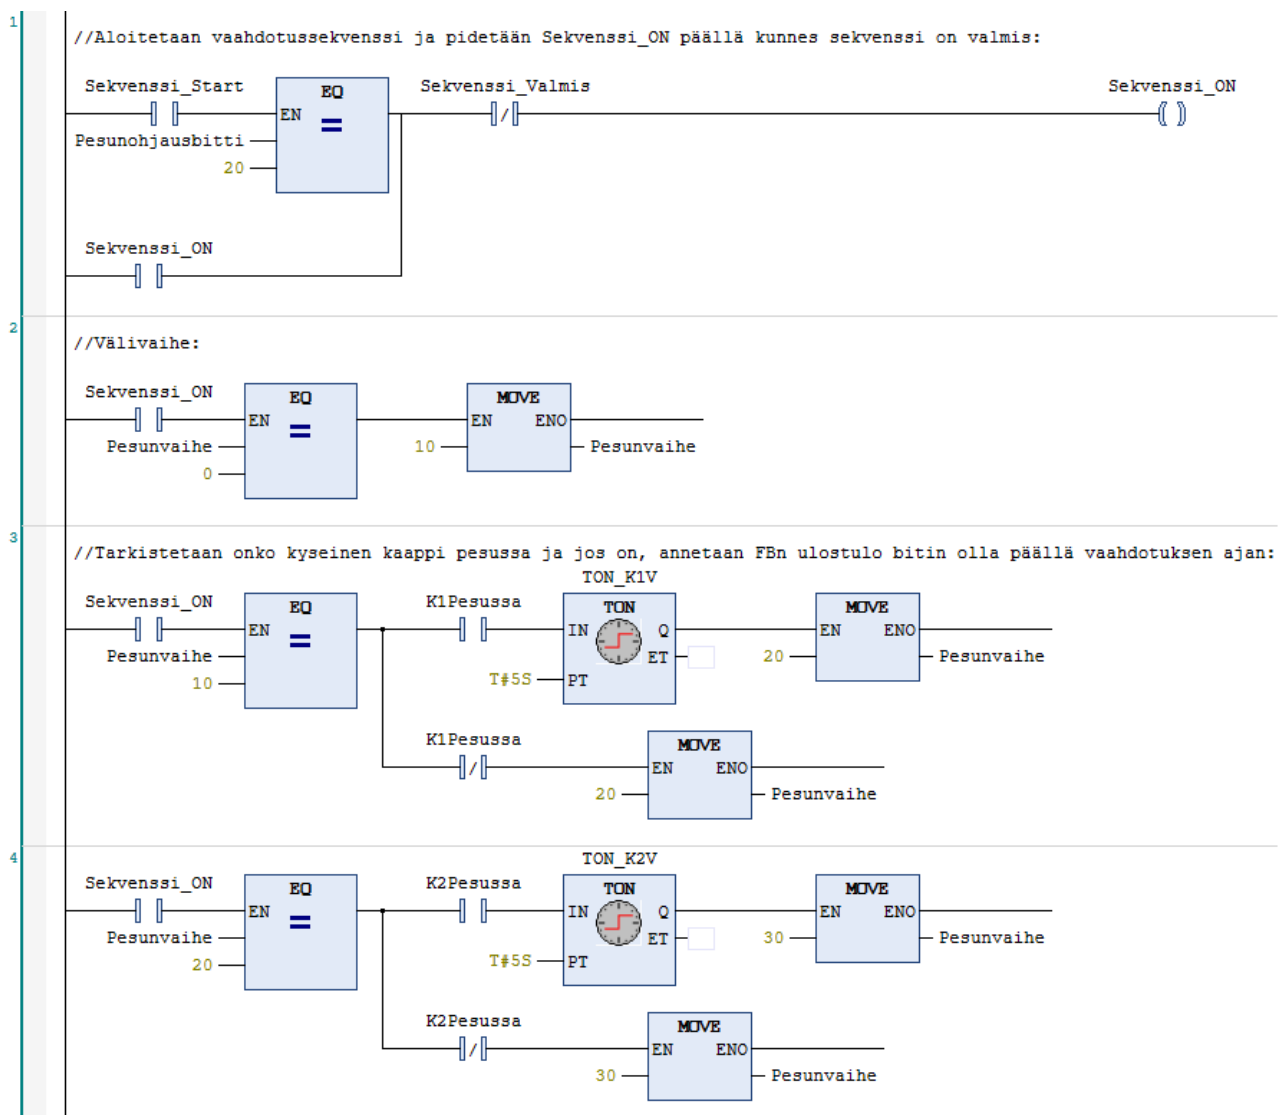 1
//Aloitetaan vaahdotussekvenssi ja pidetään Sekvenssi_ON päällä kunnes sekvenssi on valmis:
Sekvenssi_Start
EQ
Sekvenssi_Valmis
Sekvenssi_ON
EN
=
Pesunohjausbitti
20
Sekvenssi_ON
2
//Välivaihe:
Sekvenssi_ON
EQ
MOVE
EN
=
EN ENO
Pesunvaihe
10
Pesunvaihe
0
3
//Tarkistetaan onko kyseinen kaappi pesussa ja jos on, annetaan FBn ulostulo bitin olla päällä vaahdotuksen ajan:
TON_K1V
Sekvenssi_ON
EQ
K1Pesussa
TON
MOVE
EN
=
IN Q
EN ENO
Pesunvaihe
ET
20
Pesunvaihe
10
T#5S
PT
K1Pesussa
MOVE
EN ENO
20
Pesunvaihe
4
TON_K2V
Sekvenssi_ON
EQ
K2Pesussa
TON
MOVE
EN
=
IN Q
EN ENO
Pesunvaihe
ET
30
Pesunvaihe
20
T#5S
PT
K2Pesussa
MOVE
EN ENO
30
Pesunvaihe